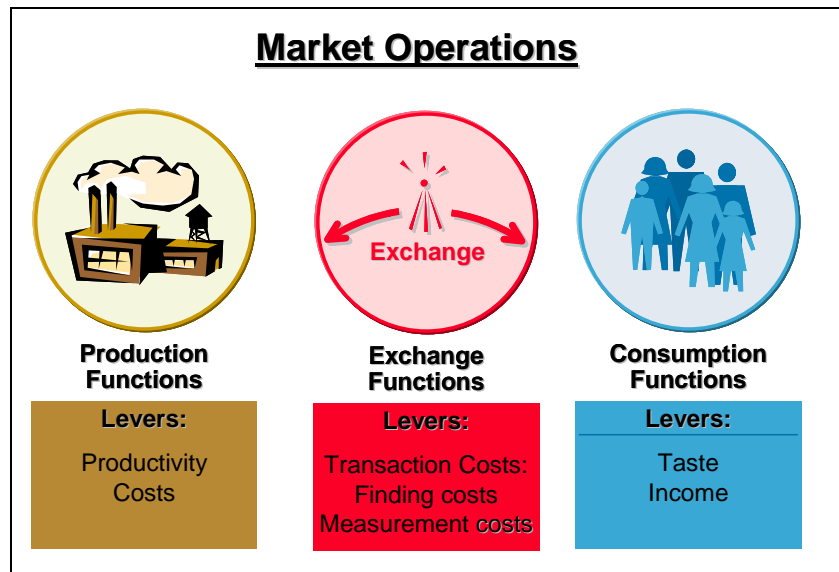 Market Operations
Exchange
Production
Functions
Levers:
Productivity
Costs
Exchange
Functions
Levers:
Transaction Costs:
Finding costs
Measurement costs
Consumption
Functions
Levers:
Taste
Income